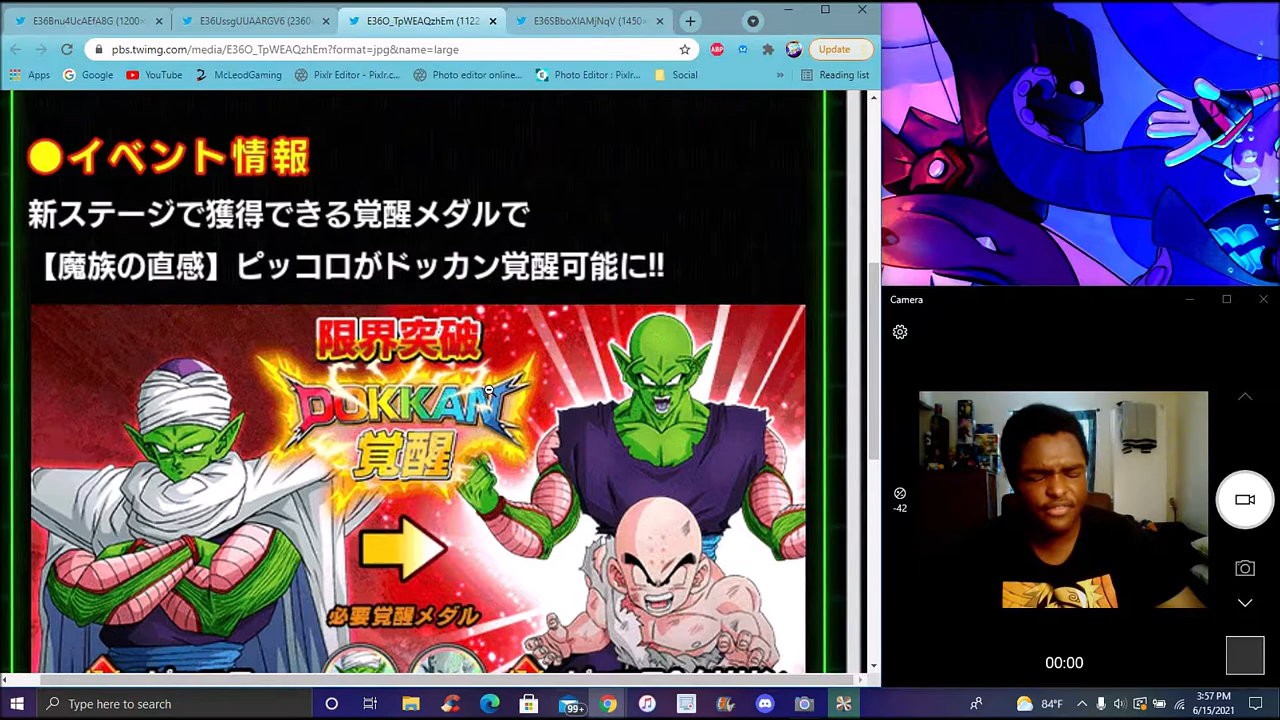 E36Bnu4UcAEfA8G (1200×
E36UssgUUAARGV6 (2360
E36O_TpWEAQzhEm (1122
E36SBboXIAMjNqV (1450×
pbs.twimg.com/media/E36O_TpWEAQzhEm?format=jpg&name=large
ABP
Update
Apps
Google
YouTube
McLeodGaming
Pixlr Editor - Pixlr.c...
Photo editor online...
Photo Editor : Pixlr...
Social
»
Reading list
●イベント情報
新ステージで獲得できる覚醒メダルで
【魔族の直感】ピッコロがドッカン覚醒可能に!!
限界突破
DOKKAN
覚醒
必要覚醒メダル
Camera
-42
00:00
Type here to search
99+
84°F
3:57 PM
6/15/2021